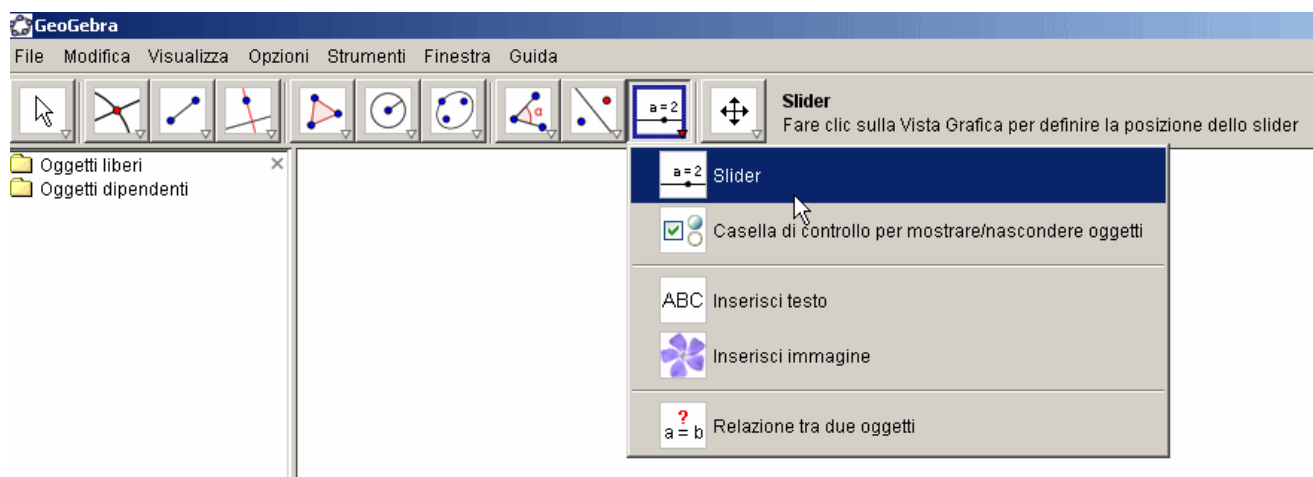 GeoGebra
File Modifica Visualizza Opzioni Strumenti Finestra Guida
a=2
α
Slider
Fare clic sulla Vista Grafica per definire la posizione dello slider
Oggetti liberi
Oggetti dipendenti
a=2 Slider
Casella di controllo per mostrare/nascondere oggetti
ABC Inserisci testo
Inserisci immagine
?
a = b Relazione tra due oggetti